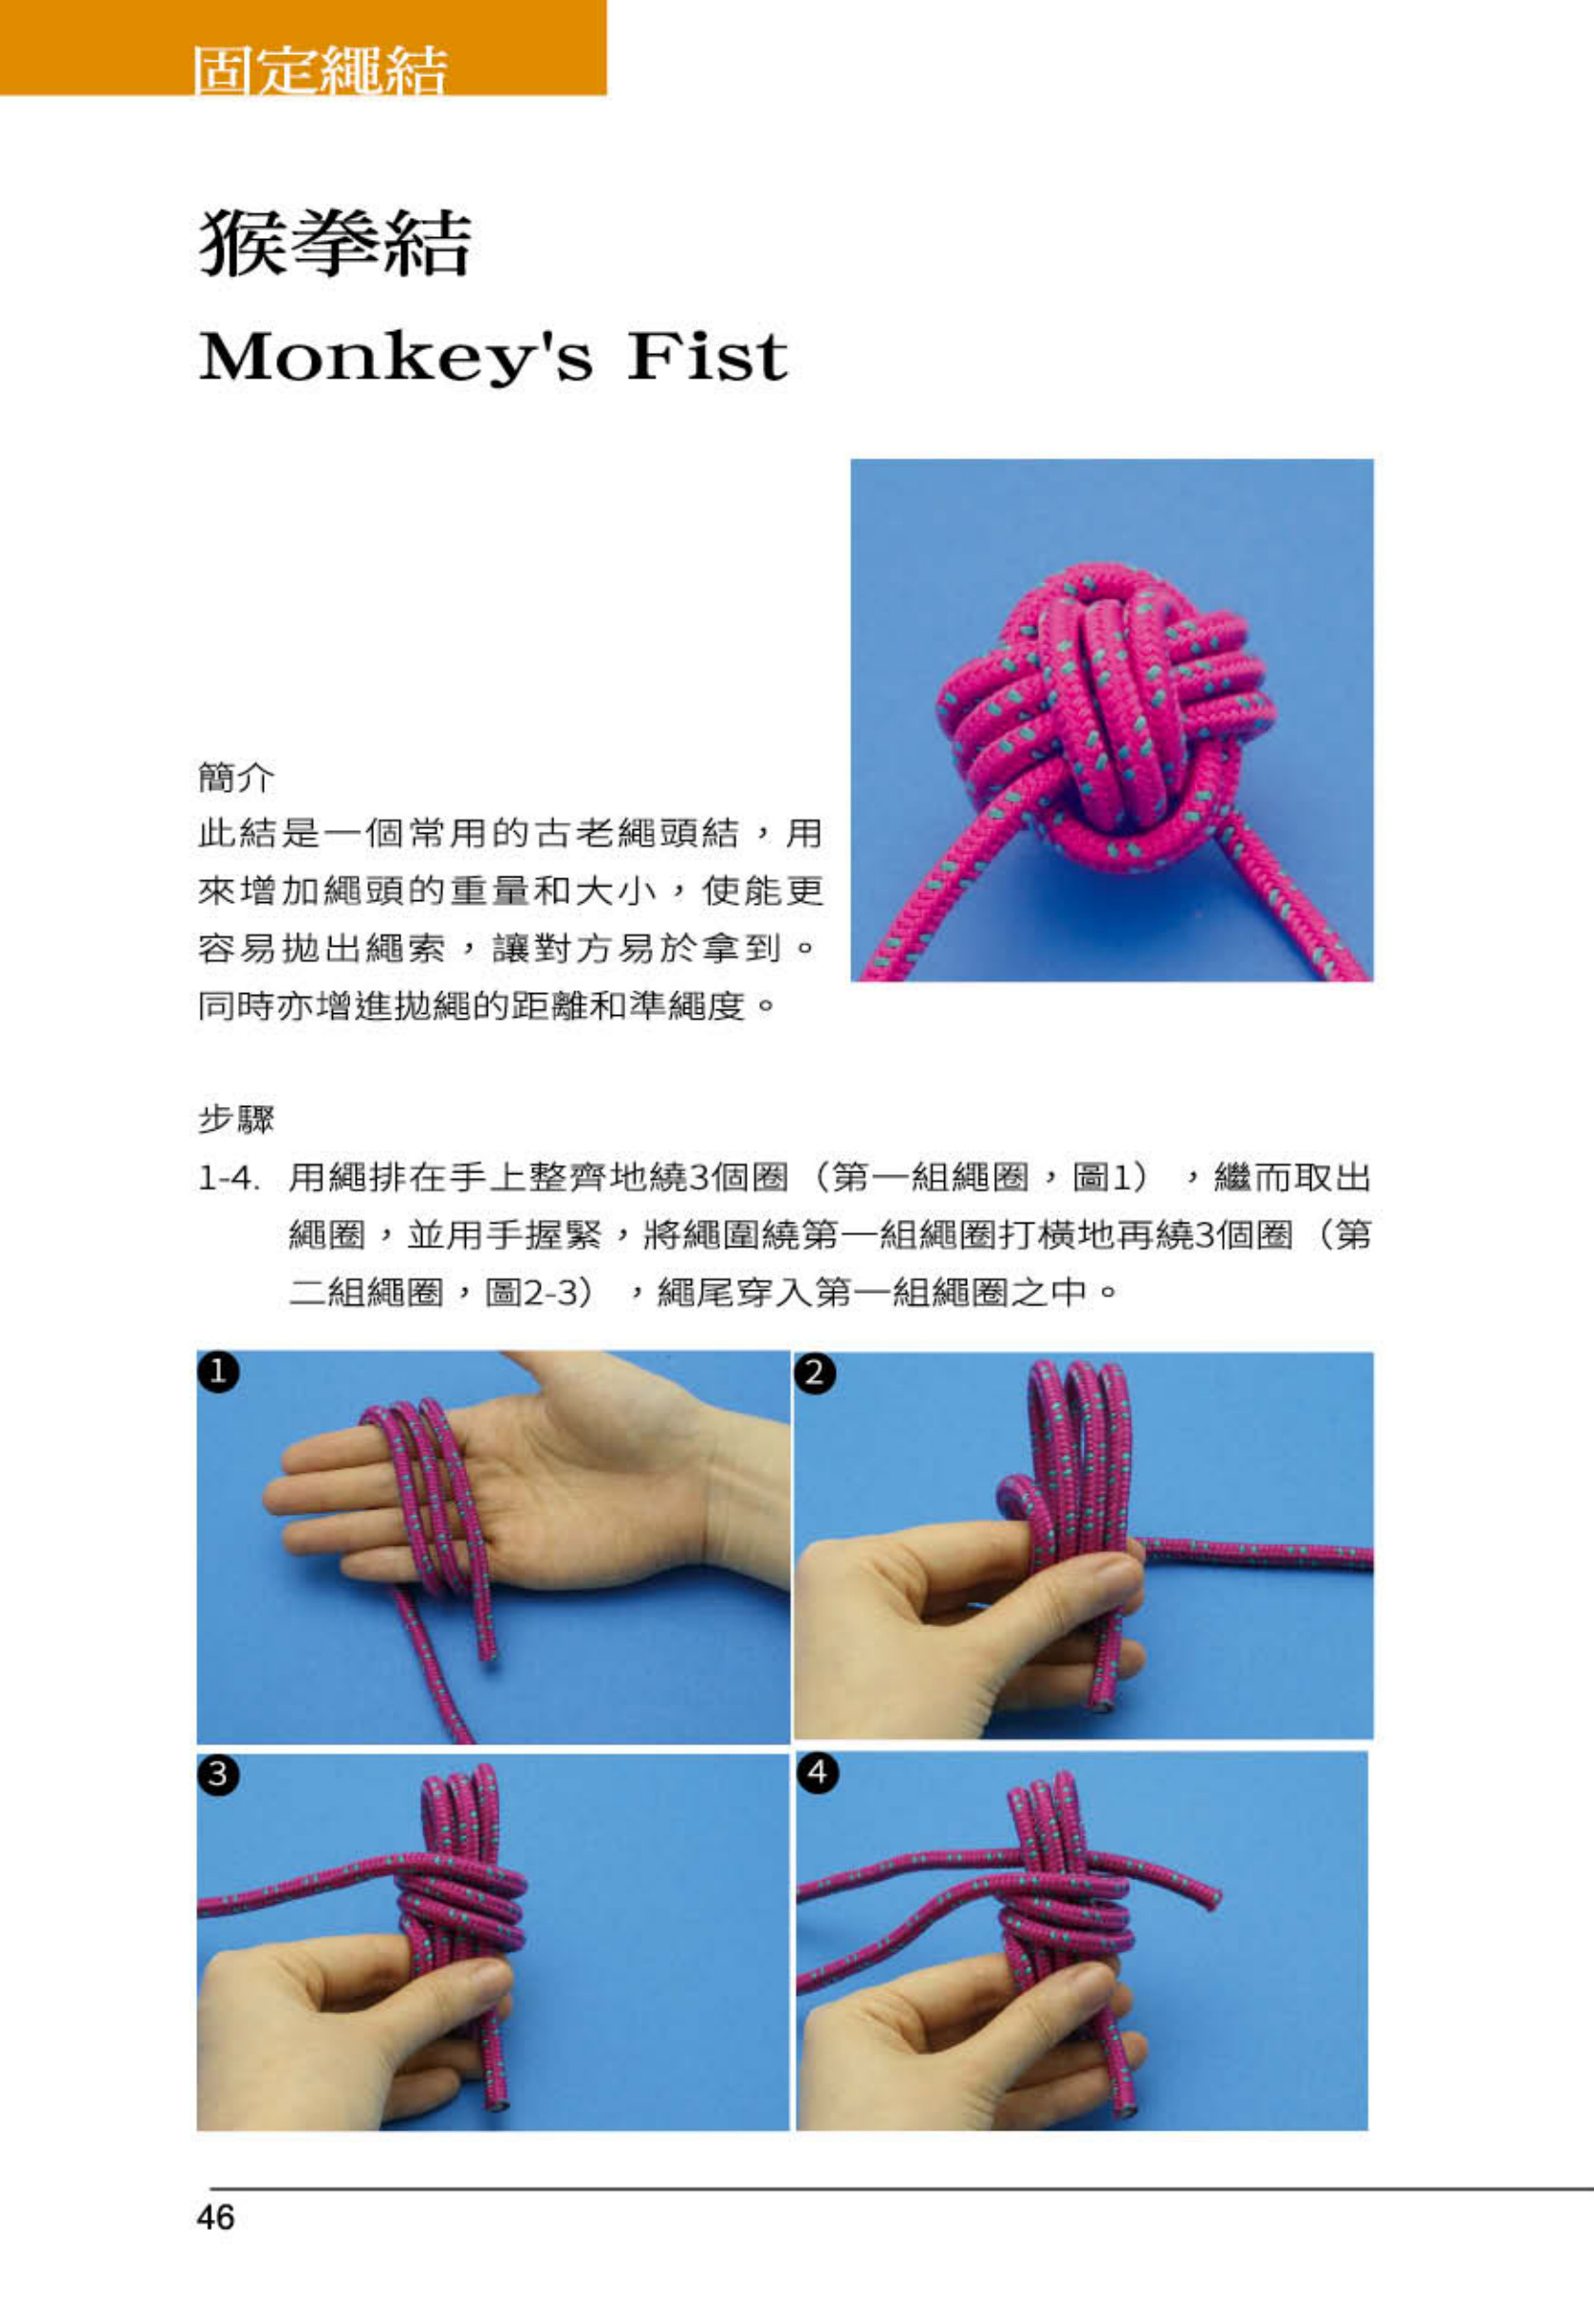 固定繩結
猴拳結
Monkey's Fist
簡介
此結是一個常用的古老繩頭結，用
來增加繩頭的重量和大小，使能更
容易拋出繩索，讓對方易於拿到。
同時亦增進拋繩的距離和準繩度。
步驟
1-4. 用繩排在手上整齊地繞3個圈（第一組繩圈，圖1），繼而取出
繩圈，並用手握緊，將繩圍繞第一組繩圈打橫地再繞3個圈（第
二組繩圈，圖2-3），繩尾穿入第一組繩圈之中。
1
2
3
4
46